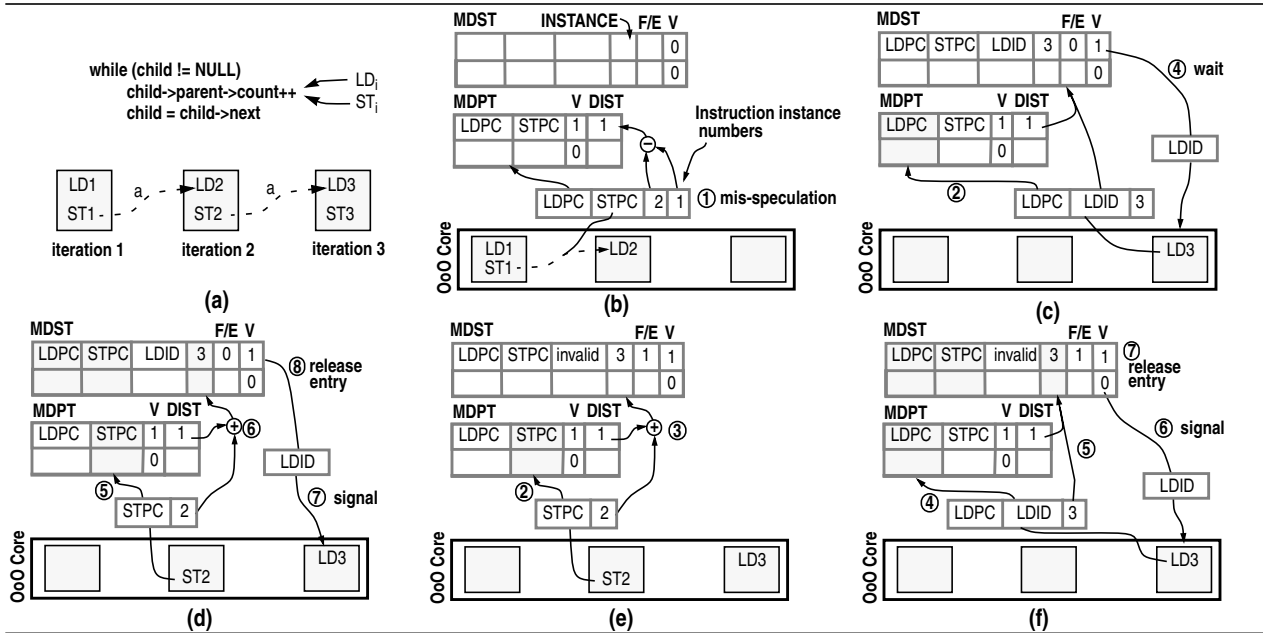 while (child != NULL)
child->parent->count++
child = child->next
LDi
STi
LD1
ST1
a
LD2
ST2
a
LD3
ST3
iteration 1
iteration 2
iteration 3
(a)
MDST INSTANCE F/E V
0
0
MDPT V DIST
LDPC STPC 1 1
0
Instruction instance
numbers
LDPC STPC 2 1
① mis-speculation
OoO Core
LD1
ST1
LD2
(b)
MDST F/E V
LDPC STPC LDID 3 0 1
0
④ wait
MDPT V DIST
LDPC STPC 1 1
0
LDID
②
LDPC LDID 3
OoO Core
LD3
(c)
MDST F/E V
LDPC STPC LDID 3 0 1
0
⑧ release
entry
MDPT V DIST
LDPC STPC 1 1
0
⑥
LDID
⑤
STPC 2
⑦ signal
OoO Core
ST2
LD3
(d)
MDST F/E V
LDPC STPC invalid 3 1 1
0
MDPT V DIST
LDPC STPC 1 1
0
③
②
STPC 2
OoO Core
ST2
LD3
(e)
MDST F/E V
LDPC STPC invalid 3 1 1
0
⑦
release
entry
MDPT V DIST
LDPC STPC 1 1
0
⑥ signal
⑤
LDID
④
LDPC LDID 3
OoO Core
LD3
(f)